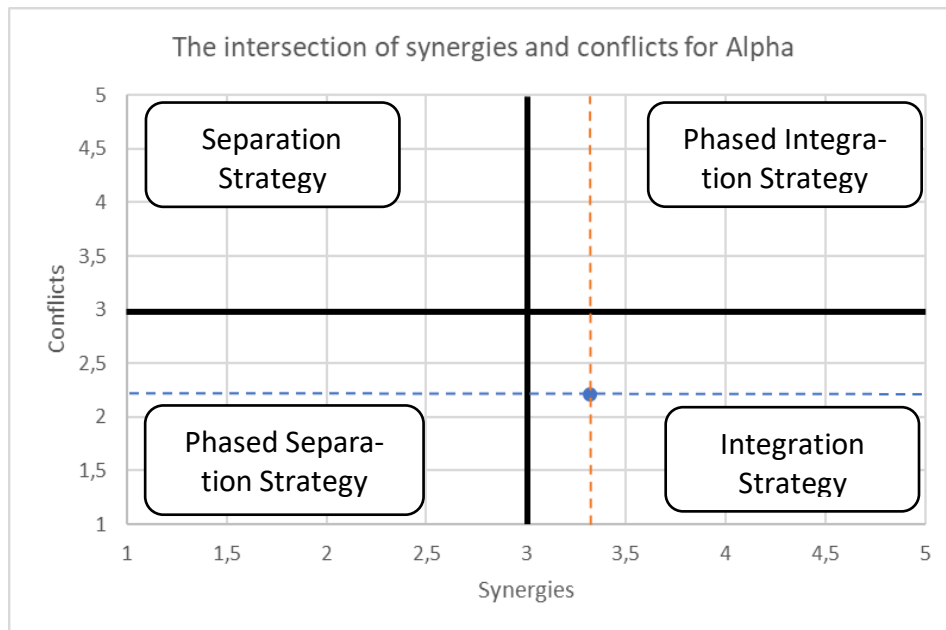 The intersection of synergies and conflicts for Alpha
5
4,5
4
3,5
3
2,5
2
1,5
1
Conflicts
Separation
Strategy
Phased Integra-
tion Strategy
Phased Separa-
tion Strategy
Integration
Strategy
1
1,5
2
2,5
3
3,5
4
4,5
5
Synergies